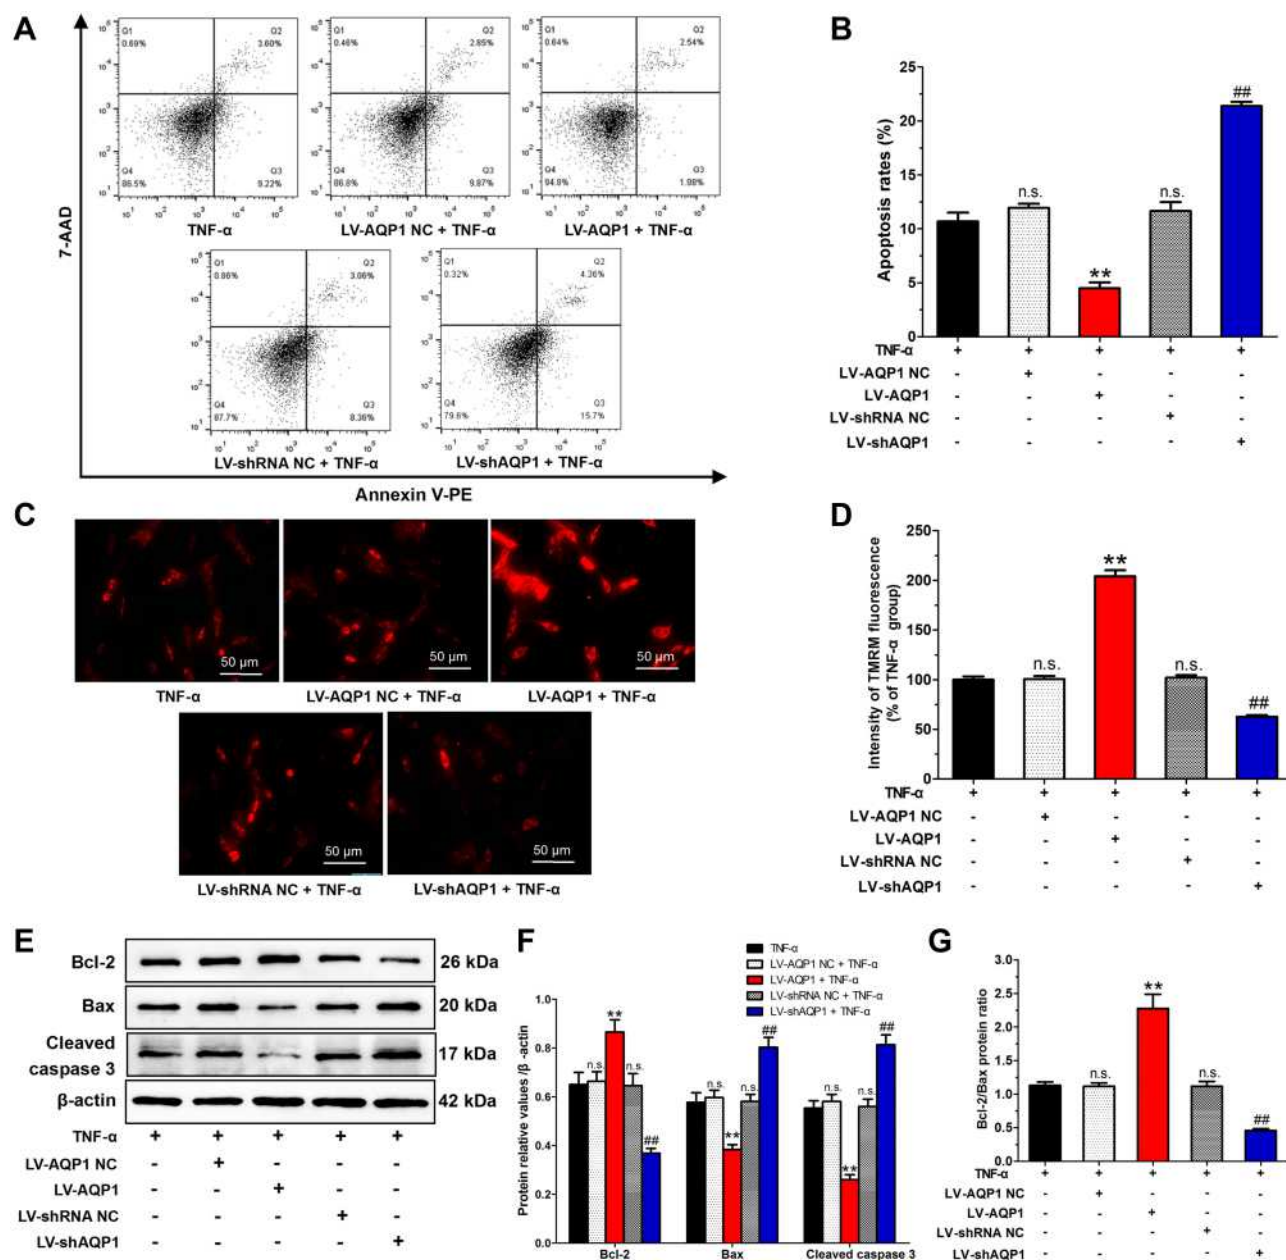 A
7-AAD
Q1
0.69%
Q2
3.60%
Q4
86.5%
Q3
9.22%
TNF-α
Q1
0.46%
Q2
2.85%
Q4
86.8%
Q3
9.87%
LV-AQP1 NC + TNF-α
Q1
0.64%
Q2
2.54%
Q4
94.8%
Q3
1.98%
LV-AQP1 + TNF-α
Q1
0.86%
Q2
3.06%
Q4
87.7%
Q3
8.36%
LV-shRNA NC + TNF-α
Q1
0.32%
Q2
4.36%
Q4
79.6%
Q3
15.7%
LV-shAQP1 + TNF-α
Annexin V-PE
B
Apoptosis rates (%)
25
20
15
10
5
0
n.s.
**
n.s.
##
TNF-α + + + + +
LV-AQP1 NC - + - - -
LV-AQP1 - - + - -
LV-shRNA NC - - - + -
LV-shAQP1 - - - - +
C
50 μm
50 μm
50 μm
TNF-α
LV-AQP1 NC + TNF-α
LV-AQP1 + TNF-α
50 μm
50 μm
LV-shRNA NC + TNF-α
LV-shAQP1 + TNF-α
D
Intensity of TMRM fluorescence
(% of TNF-α group)
250
200
150
100
50
0
n.s.
**
n.s.
##
TNF-α + + + + +
LV-AQP1 NC - + - - -
LV-AQP1 - - + - -
LV-shRNA NC - - - + -
LV-shAQP1 - - - - +
E
Bcl-2 26 kDa
Bax 20 kDa
Cleaved
caspase 3 17 kDa
β-actin 42 kDa
TNF-α + + + + +
LV-AQP1 NC - + - - -
LV-AQP1 - - + - -
LV-shRNA NC - - - + -
LV-shAQP1 - - - - +
F
TNF-α
LV-AQP1 NC + TNF-α
LV-AQP1 + TNF-α
LV-shRNA NC + TNF-α
LV-shAQP1 + TNF-α
Protein relative values /β -actin
1.0
0.8
0.6
0.4
0.2
0.0
n.s.
**
n.s.
##
n.s.
**
n.s.
##
n.s.
**
n.s.
##
Bcl-2 Bax Cleaved caspase 3
G
Bcl-2/Bax protein ratio
3.0
2.5
2.0
1.5
1.0
0.5
0.0
n.s.
**
n.s.
##
TNF-α + + + + +
LV-AQP1 NC - + - - -
LV-AQP1 - - + - -
LV-shRNA NC - - - + -
LV-shAQP1 - - - - +